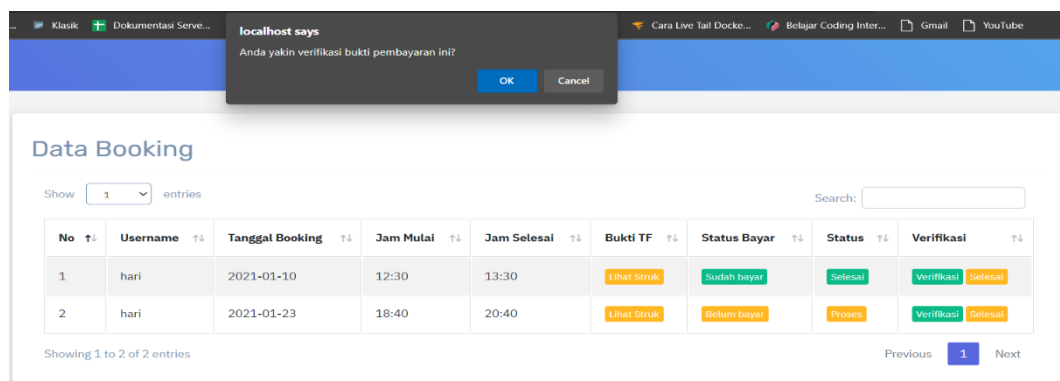 Klasik Dokumentasi Serve... Cara Live Tail Docke... Belajar Coding Inter... Gmail YouTube
localhost says
Anda yakin verifikasi bukti pembayaran ini?
OK Cancel
Data Booking
Show 1 entries Search:
No Username Tanggal Booking Jam Mulai Jam Selesai Bukti TF Status Bayar Status Verifikasi
1 hari 2021-01-10 12:30 13:30 Lihat Struk Sudah bayar Selesai Verifikasi Selesai
2 hari 2021-01-23 18:40 20:40 Lihat Struk Belum bayar Proses Verifikasi Selesai
Showing 1 to 2 of 2 entries Previous 1 Next